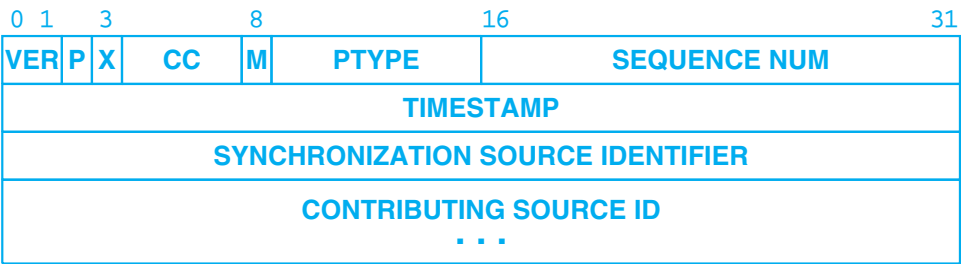 0 1 3 8 16 31
VER P X CC M PTYPE SEQUENCE NUM
TIMESTAMP
SYNCHRONIZATION SOURCE IDENTIFIER
CONTRIBUTING SOURCE ID
. . .